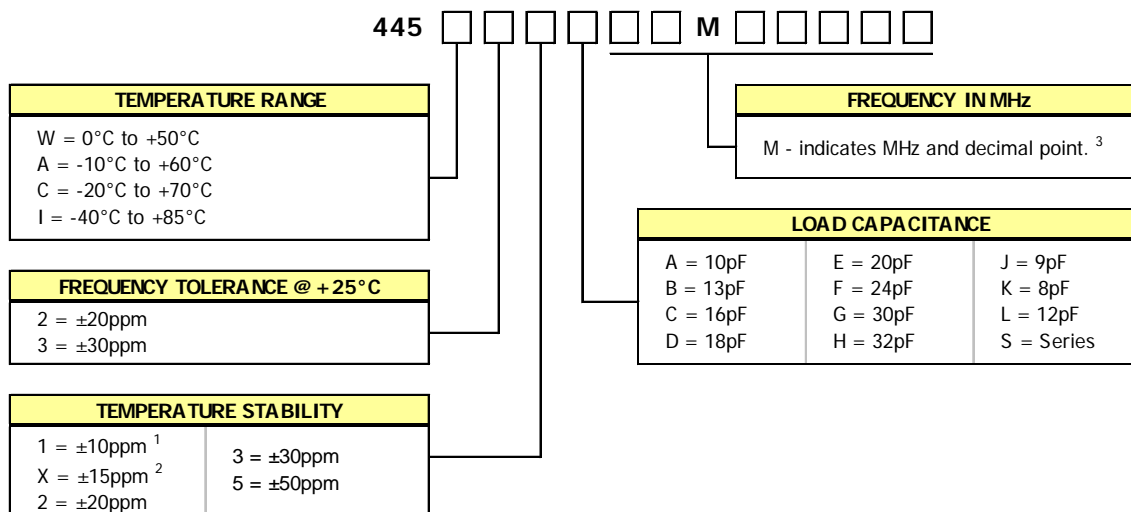 445 M
TEMPERATURE RANGE
W = 0°C to +50°C
A = -10°C to +60°C
C = -20°C to +70°C
I = -40°C to +85°C
FREQUENCY IN MHz
M - indicates MHz and decimal point. 3
LOAD CAPACITANCE
A = 10pF
B = 13pF
C = 16pF
D = 18pF
E = 20pF
F = 24pF
G = 30pF
H = 32pF
J = 9pF
K = 8pF
L = 12pF
S = Series
FREQUENCY TOLERANCE @ +25°C
2 = ±20ppm
3 = ±30ppm
TEMPERATURE STABILITY
1 = ±10ppm 1
X = ±15ppm 2
2 = ±20ppm
3 = ±30ppm
5 = ±50ppm